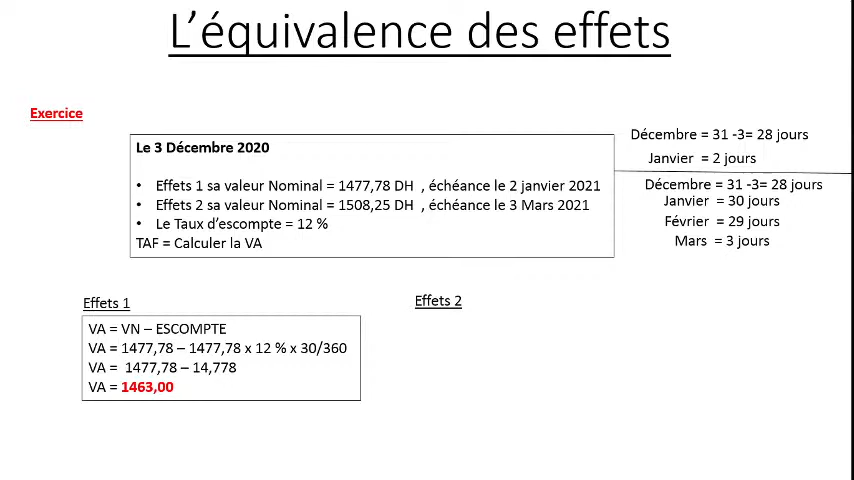 L'équivalence des effets
Exercice
Le 3 Décembre 2020
• Effets 1 sa valeur Nominal = 1477,78 DH , échéance le 2 janvier 2021
• Effets 2 sa valeur Nominal = 1508,25 DH , échéance le 3 Mars 2021
• Le Taux d'escompte = 12 %
TAF = Calculer la VA
Décembre = 31 -3= 28 jours
Janvier = 2 jours
Décembre = 31 -3= 28 jours
Janvier = 30 jours
Février = 29 jours
Mars = 3 jours
Effets 1
VA = VN – ESCOMPTE
VA = 1477,78 – 1477,78 x 12 % x 30/360
VA = 1477,78 – 14,778
VA = 1463,00
Effets 2